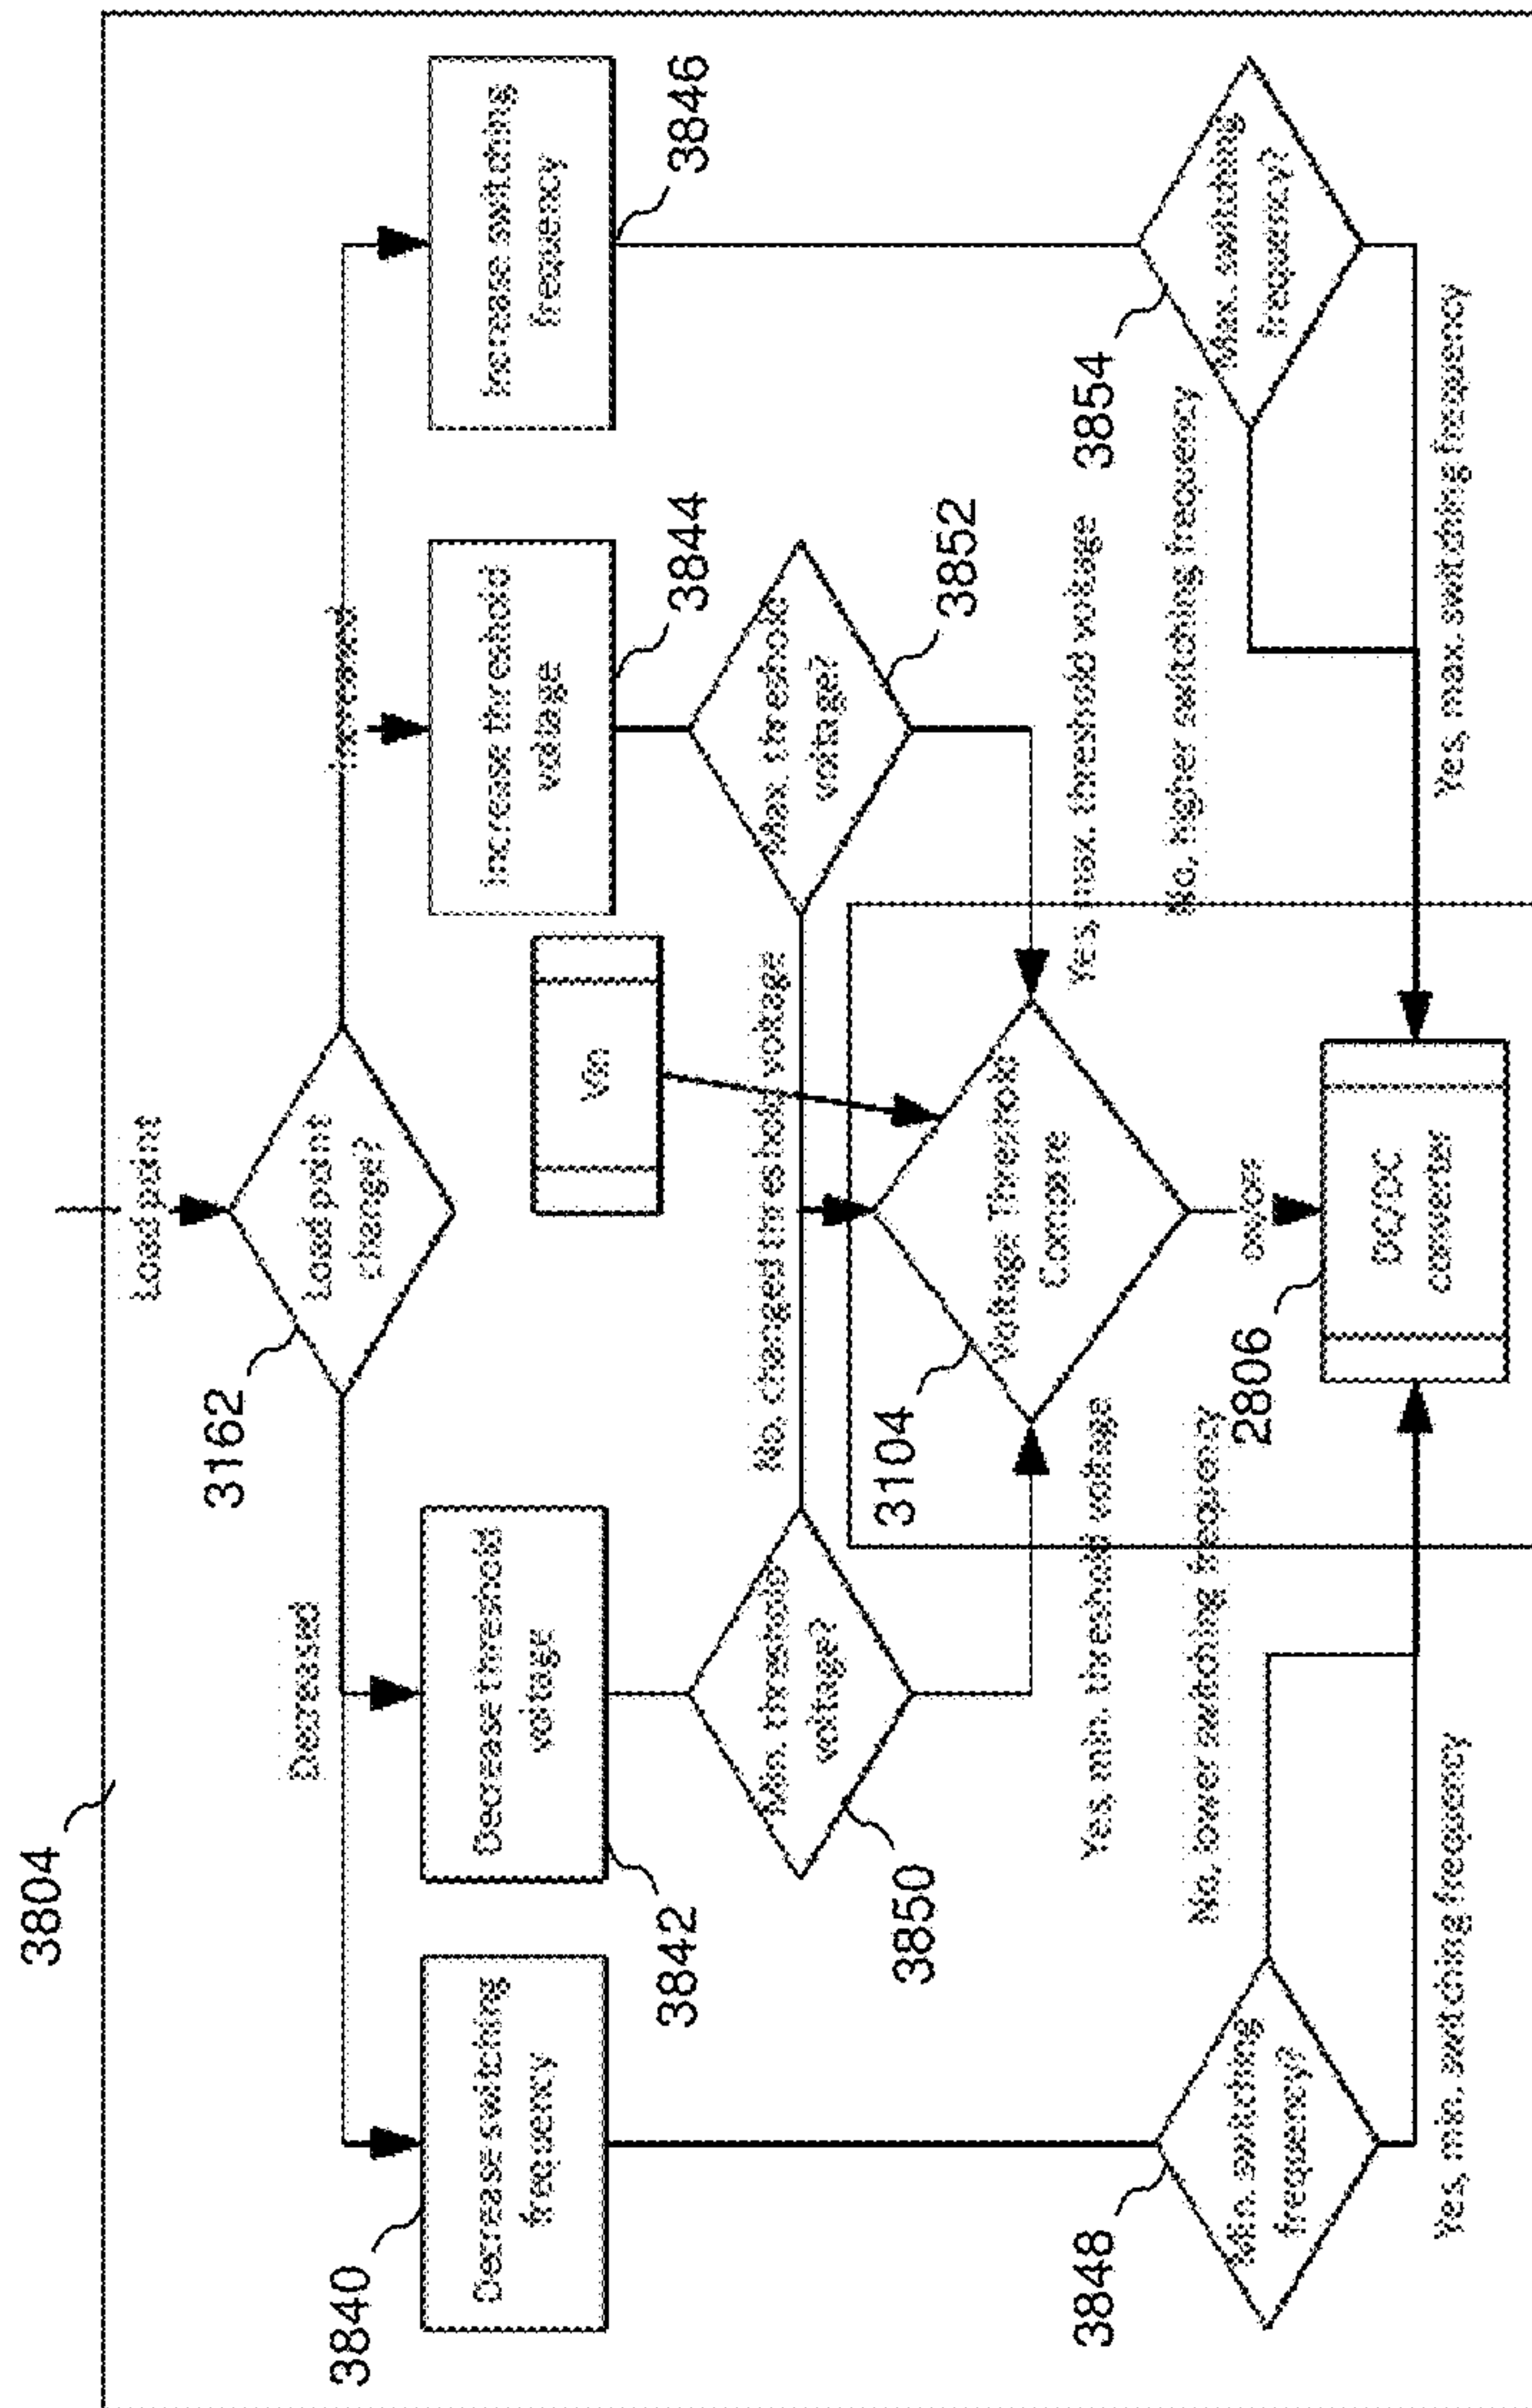 3804
Load point
Load point
change?
3162
Decreased
Increased
Decrease switching
frequency
3840
Decrease threshold
voltage
3842
Increase threshold
voltage
3844
Increase switching
frequency
3846
Vin
Min. threshold
voltage?
3850
No, changed threshold voltage
Max. threshold
voltage?
3852
Voltage Threshold
Compare
3104
Yes, min. threshold voltage
Yes, max. threshold voltage
No, lower switching frequency
No, higher switching frequency
Min. switching
frequency?
3848
Max. switching
frequency?
3854
on/off
DC/DC
converter
2806
Yes, min. switching frequency
Yes, max. switching frequency